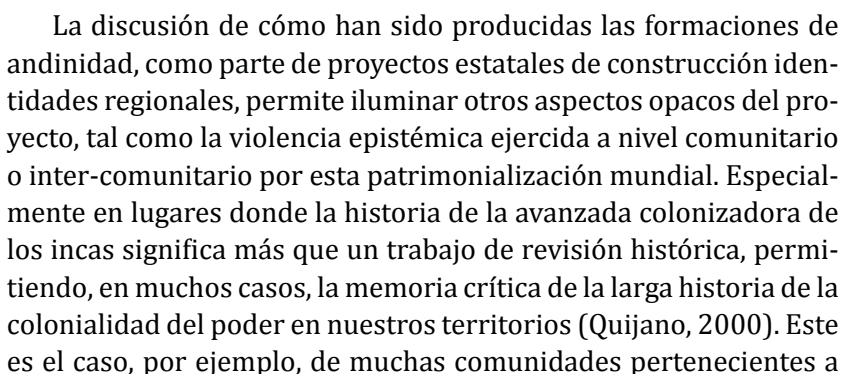 La discusión de cómo han sido producidas las formaciones de
andinidad, como parte de proyectos estatales de construcción iden-
tidades regionales, permite iluminar otros aspectos opacos del pro-
yecto, tal como la violencia epistémica ejercida a nivel comunitario
o inter-comunitario por esta patrimonialización mundial. Especial-
mente en lugares donde la historia de la avanzada colonizadora de
los incas significa más que un trabajo de revisión histórica, permi-
tiendo, en muchos casos, la memoria crítica de la larga historia de la
colonialidad del poder en nuestros territorios (Quijano, 2000). Este
es el caso, por ejemplo, de muchas comunidades pertenecientes a